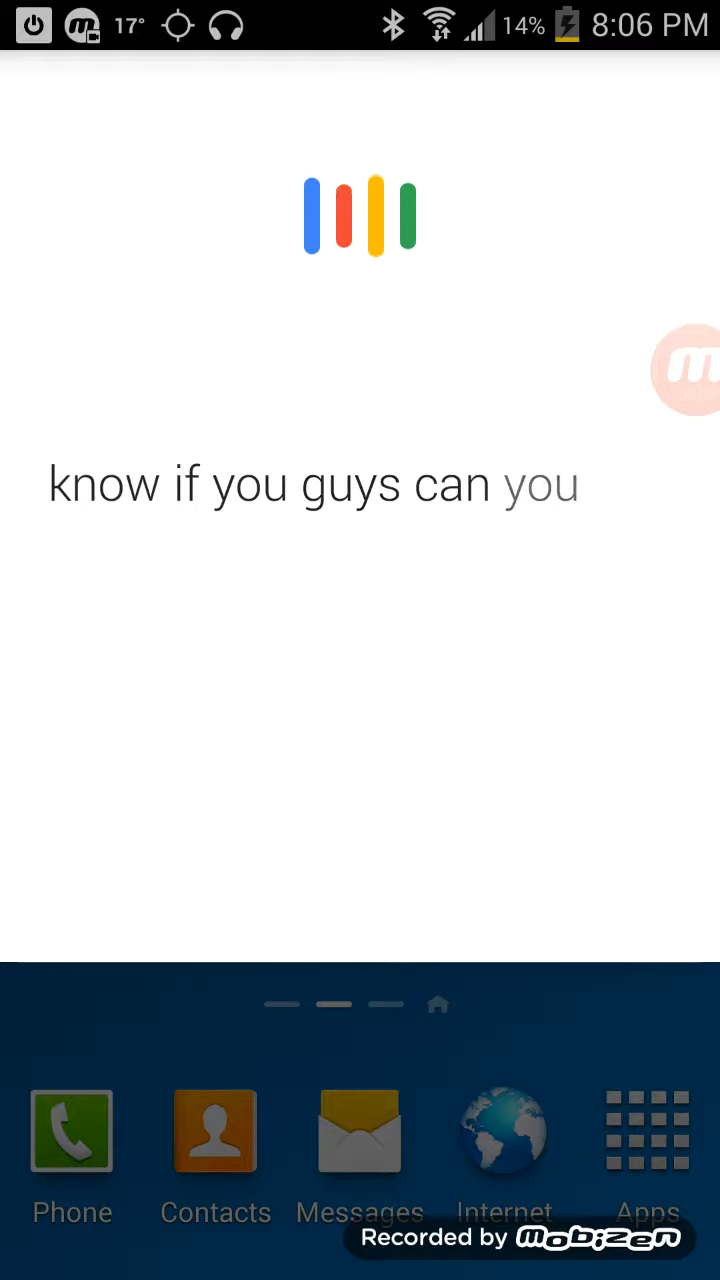 17° 14% 8:06 PM
know if you guys can you
Phone Contacts Messages Internet Apps
Recorded by mobizen